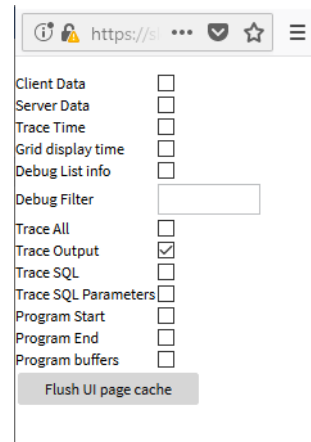 https://sl
Client Data
Server Data
Trace Time
Grid display time
Debug List info
Debug Filter
Trace All
Trace Output
Trace SQL
Trace SQL Parameters
Program Start
Program End
Program buffers
Flush UI page cache